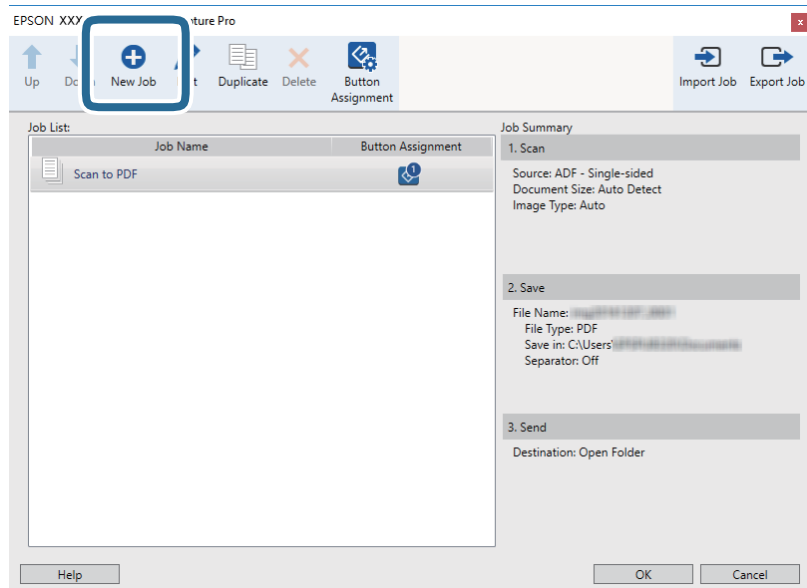 EPSON XXX ture Pro
Up
New Job
Duplicate
Delete
Button
Assignment
Import Job
Export Job
Job List:
Job Name
Button Assignment
Scan to PDF
1
Job Summary
1. Scan
Source: ADF - Single-sided
Document Size: Auto Detect
Image Type: Auto
2. Save
File Name:
File Type: PDF
Save in: C:\Users\
Separator: Off
3. Send
Destination: Open Folder
Help
OK
Cancel